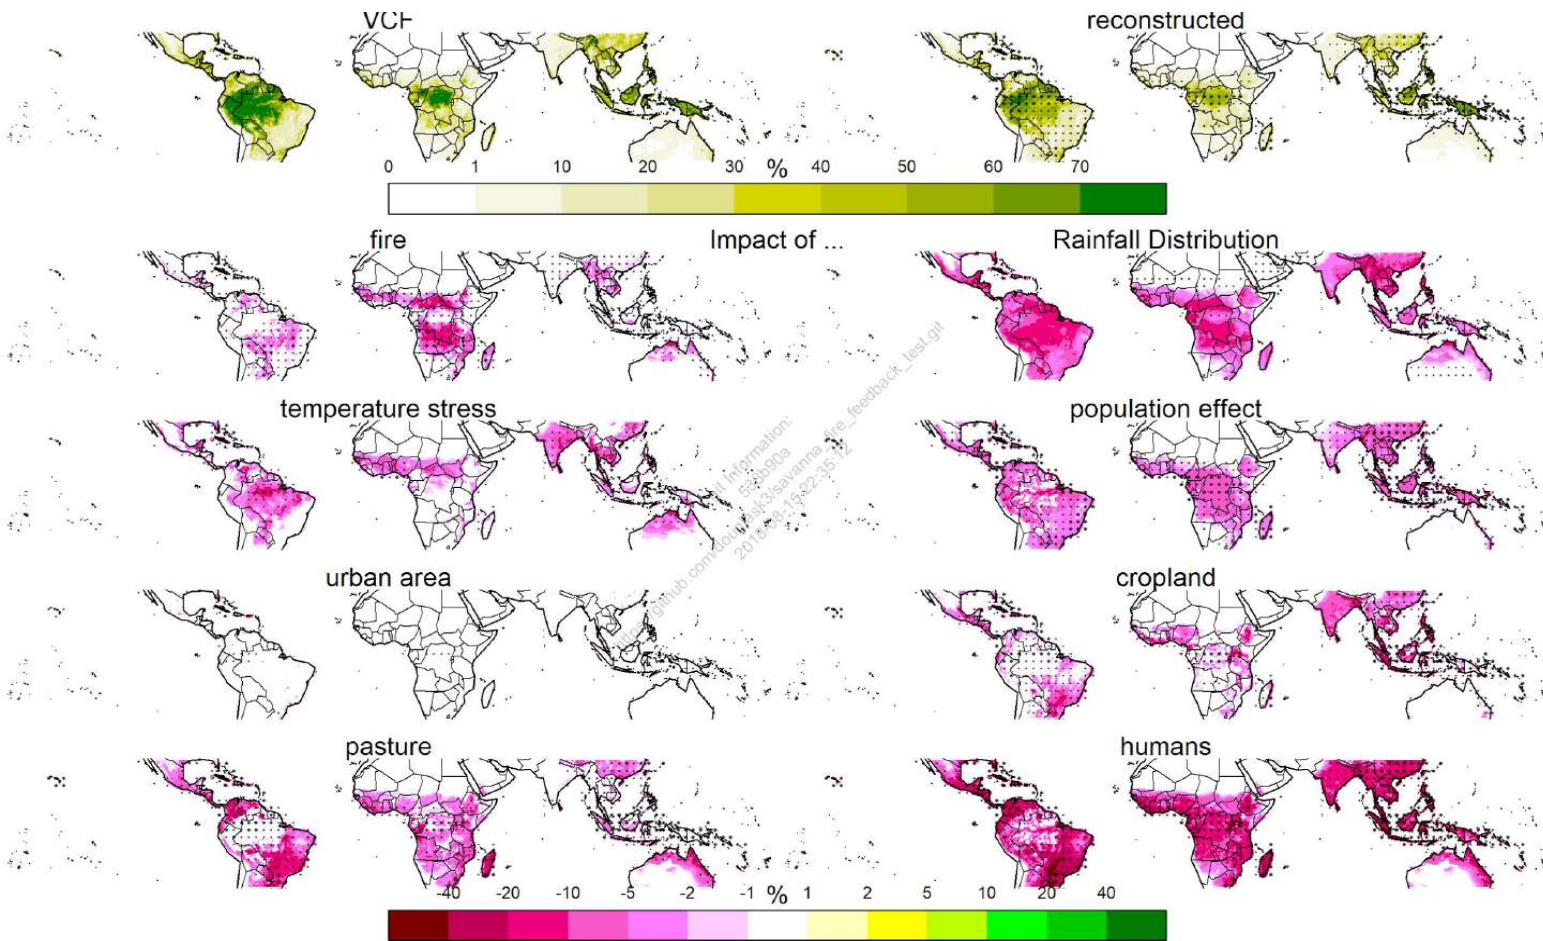 VCF
reconstructed
0 1 10 20 30 % 40 50 60 70
fire
Impact of ...
Rainfall Distribution
temperature stress
population effect
urban area
cropland
pasture
humans
-40 -20 -10 -5 -2 -1 % 1 2 5 10 20 40